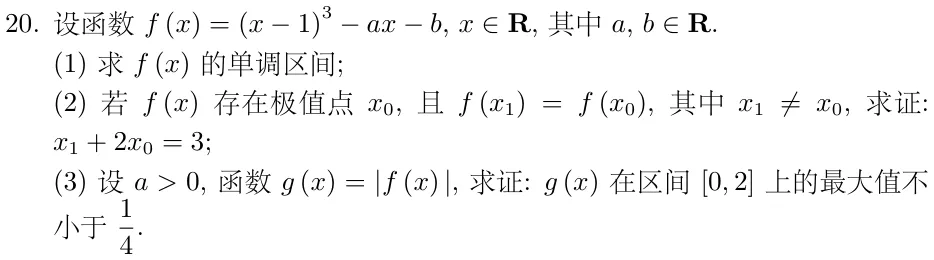 20. 设函数 f (x) = (x − 1)³ − ax − b, x ∈ R, 其中 a, b ∈ R.
(1) 求 f (x) 的单调区间;
(2) 若 f (x) 存在极值点 x₀, 且 f (x₁) = f (x₀), 其中 x₁ ≠ x₀, 求证:
x₁ + 2x₀ = 3;
(3) 设 a > 0, 函数 g (x) = |f (x) |, 求证: g (x) 在区间 [0, 2] 上的最大值不
小于 1/4.